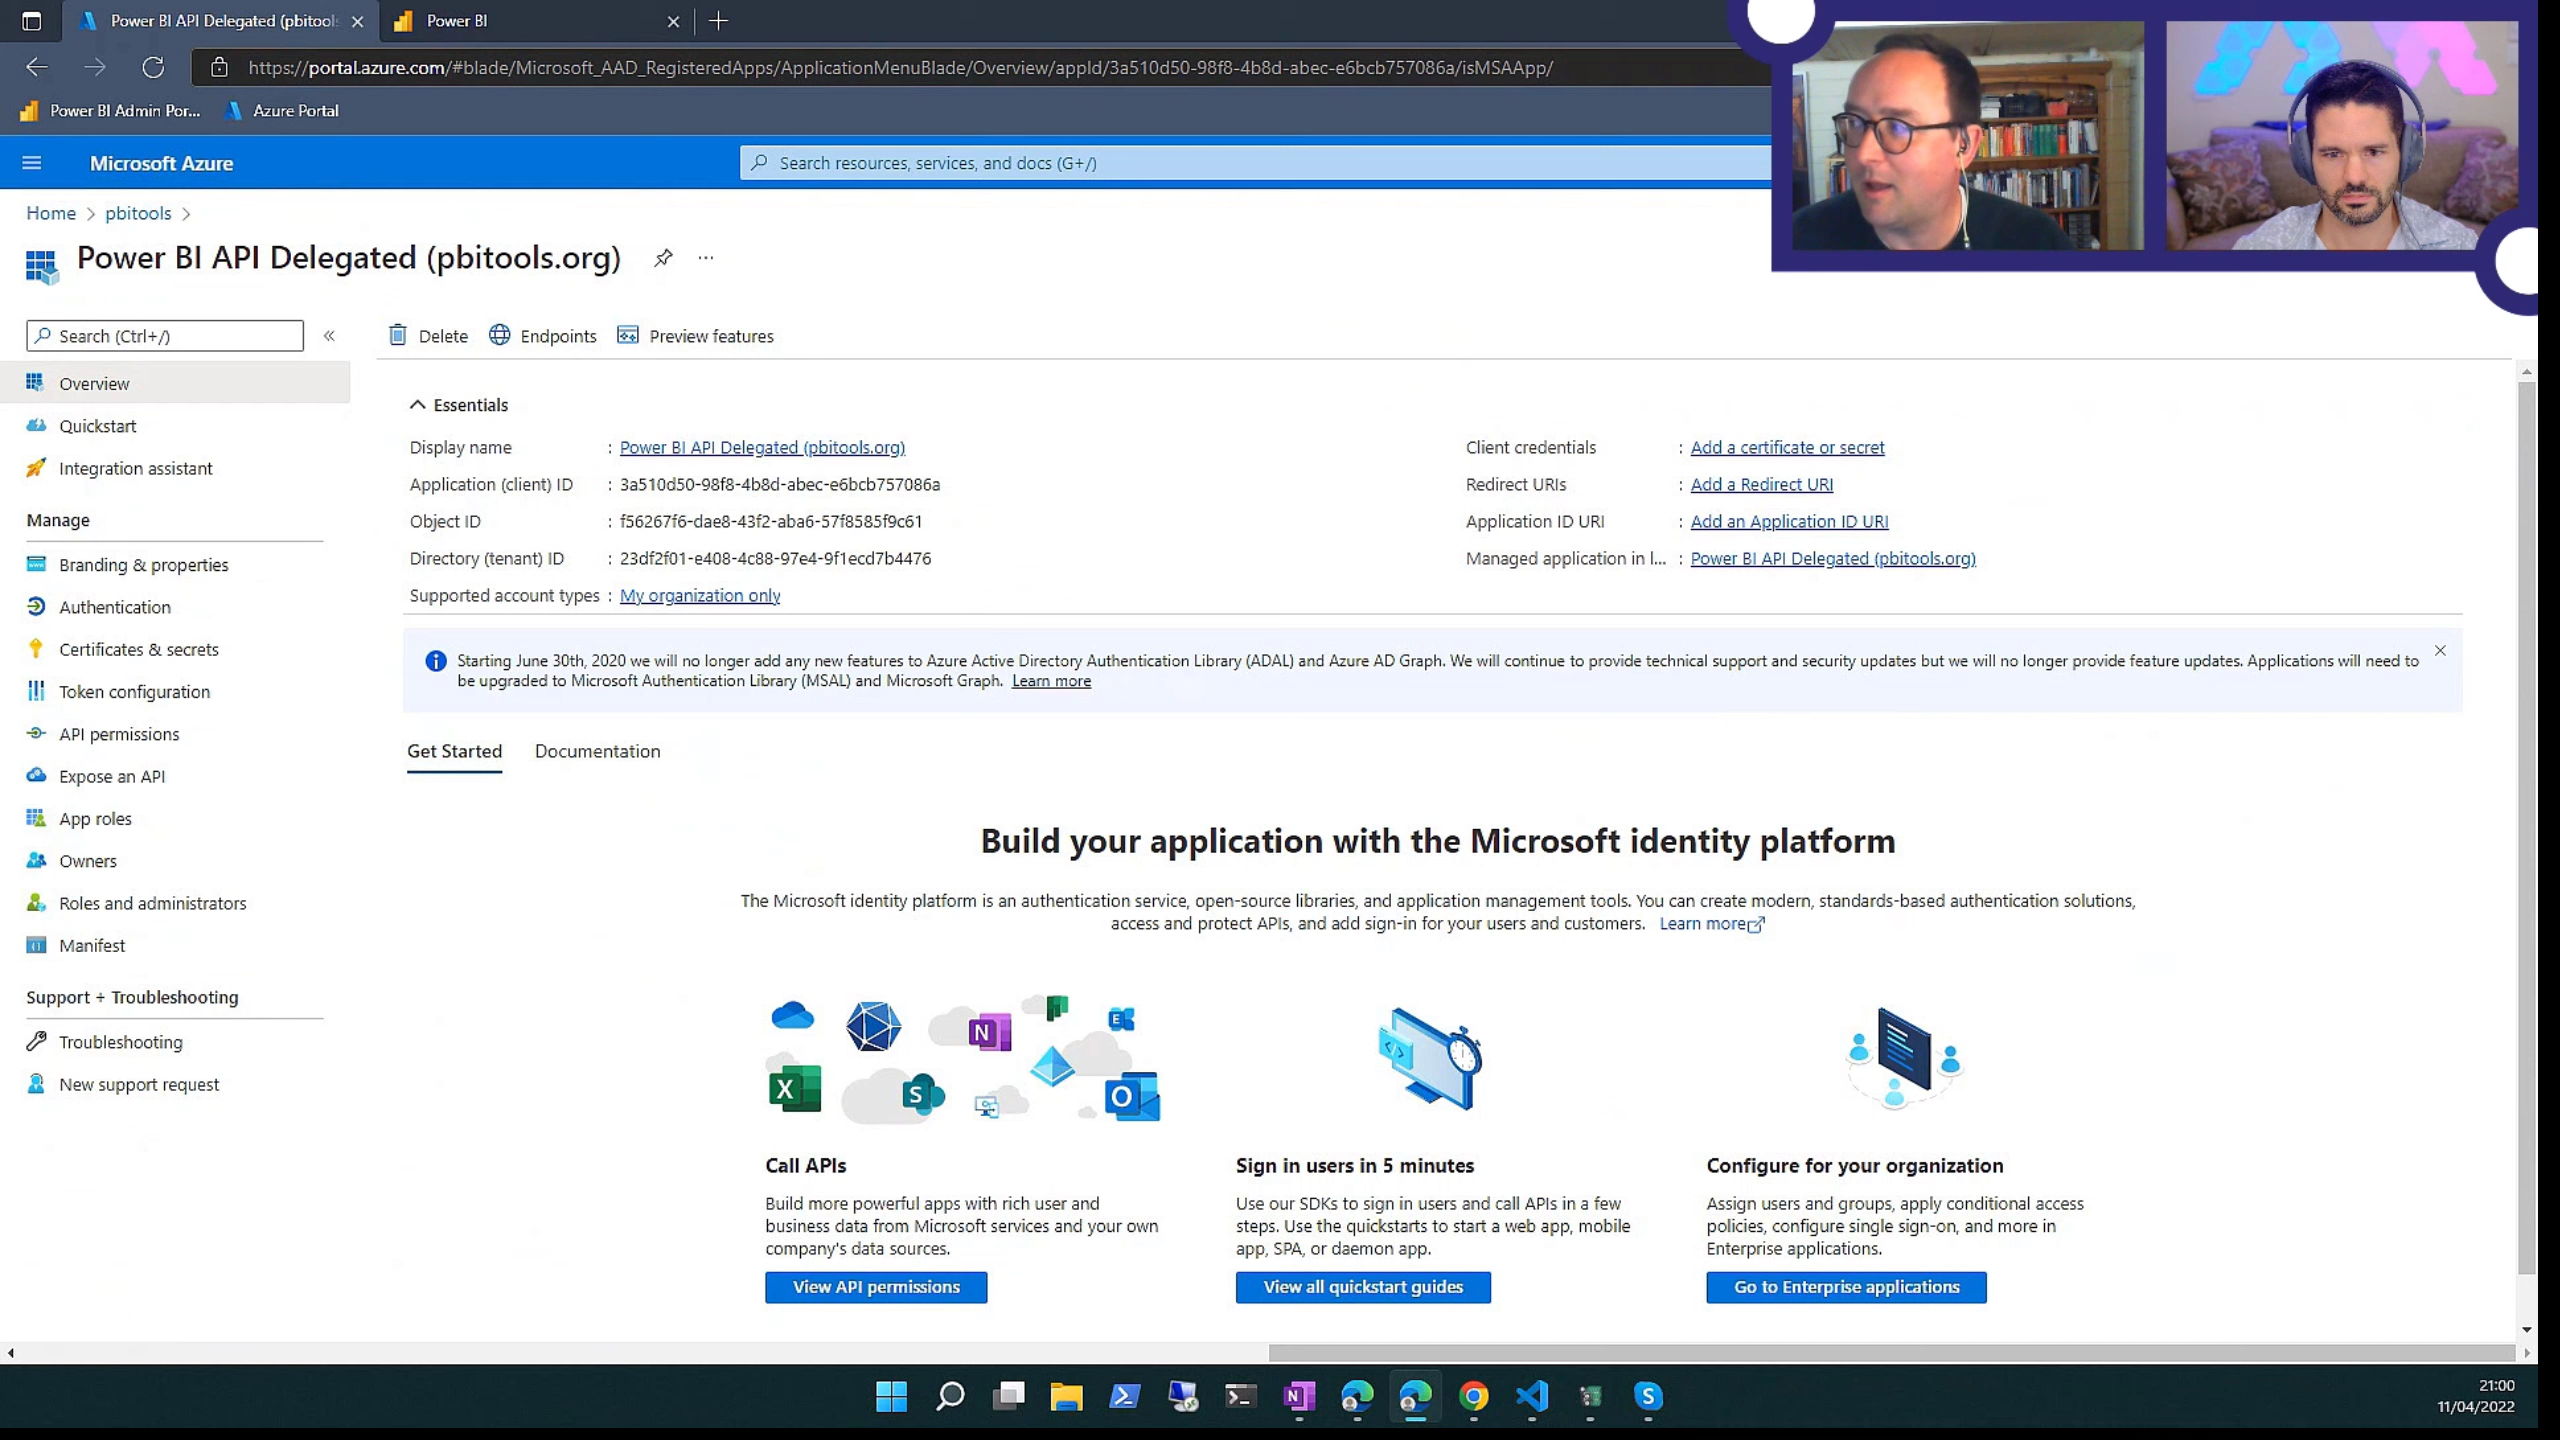 Power BI API Delegated (pbitools
Power BI
https://portal.azure.com/#blade/Microsoft_AAD_RegisteredApps/ApplicationMenuBlade/Overview/appId/3a510d50-98f8-4b8d-abec-e6bcb757086a/isMSAApp/
Power BI Admin Por...
Azure Portal
Microsoft Azure
Search resources, services, and docs (G+/)
Home > pbitools >
Power BI API Delegated (pbitools.org)
Search (Ctrl+/)
Delete
Endpoints
Preview features
Overview
Quickstart
Integration assistant
Manage
Branding & properties
Authentication
Certificates & secrets
Token configuration
API permissions
Expose an API
App roles
Owners
Roles and administrators
Manifest
Support + Troubleshooting
Troubleshooting
New support request
Essentials
Display name : Power BI API Delegated (pbitools.org)
Application (client) ID : 3a510d50-98f8-4b8d-abec-e6bcb757086a
Object ID : f56267f6-dae8-43f2-aba6-57f8585f9c61
Directory (tenant) ID : 23df2f01-e408-4c88-97e4-9f1ecd7b4476
Supported account types : My organization only
Client credentials : Add a certificate or secret
Redirect URIs : Add a Redirect URI
Application ID URI : Add an Application ID URI
Managed application in l... : Power BI API Delegated (pbitools.org)
Starting June 30th, 2020 we will no longer add any new features to Azure Active Directory Authentication Library (ADAL) and Azure AD Graph. We will continue to provide technical support and security updates but we will no longer provide feature updates. Applications will need to
be upgraded to Microsoft Authentication Library (MSAL) and Microsoft Graph. Learn more
Get Started
Documentation
Build your application with the Microsoft identity platform
The Microsoft identity platform is an authentication service, open-source libraries, and application management tools. You can create modern, standards-based authentication solutions,
access and protect APIs, and add sign-in for your users and customers. Learn more
N
E
X
S
O
Call APIs
Build more powerful apps with rich user and
business data from Microsoft services and your own
company's data sources.
View API permissions
Sign in users in 5 minutes
Use our SDKs to sign in users and call APIs in a few
steps. Use the quickstarts to start a web app, mobile
app, SPA, or daemon app.
View all quickstart guides
Configure for your organization
Assign users and groups, apply conditional access
policies, configure single sign-on, and more in
Enterprise applications.
Go to Enterprise applications
N
S
21:00
11/04/2022